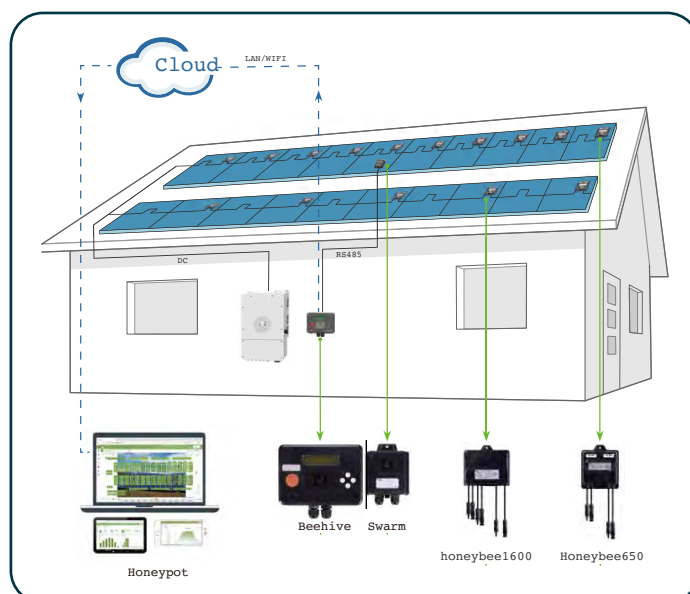 Cloud
LAN/WIFI
DC
RS485
Beehive
Swarm
honeybee1600
Honeybee650
Honeypot